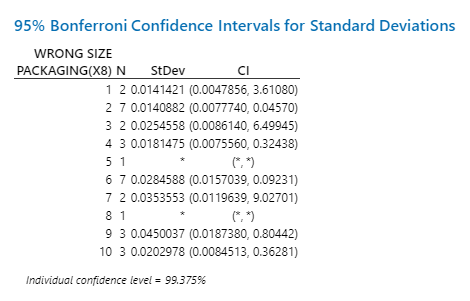 95% Bonferroni Confidence Intervals for Standard Deviations
WRONG SIZE
PACKAGING(X8) N StDev CI
1 2 0.0141421 (0.0047856, 3.61080)
2 7 0.0140882 (0.0077740, 0.04570)
3 2 0.0254558 (0.0086140, 6.49945)
4 3 0.0181475 (0.0075560, 0.32438)
5 1 * (*, *)
6 7 0.0284588 (0.0157039, 0.09231)
7 2 0.0353553 (0.0119639, 9.02701)
8 1 * (*, *)
9 3 0.0450037 (0.0187380, 0.80442)
10 3 0.0202978 (0.0084513, 0.36281)
Individual confidence level = 99.375%